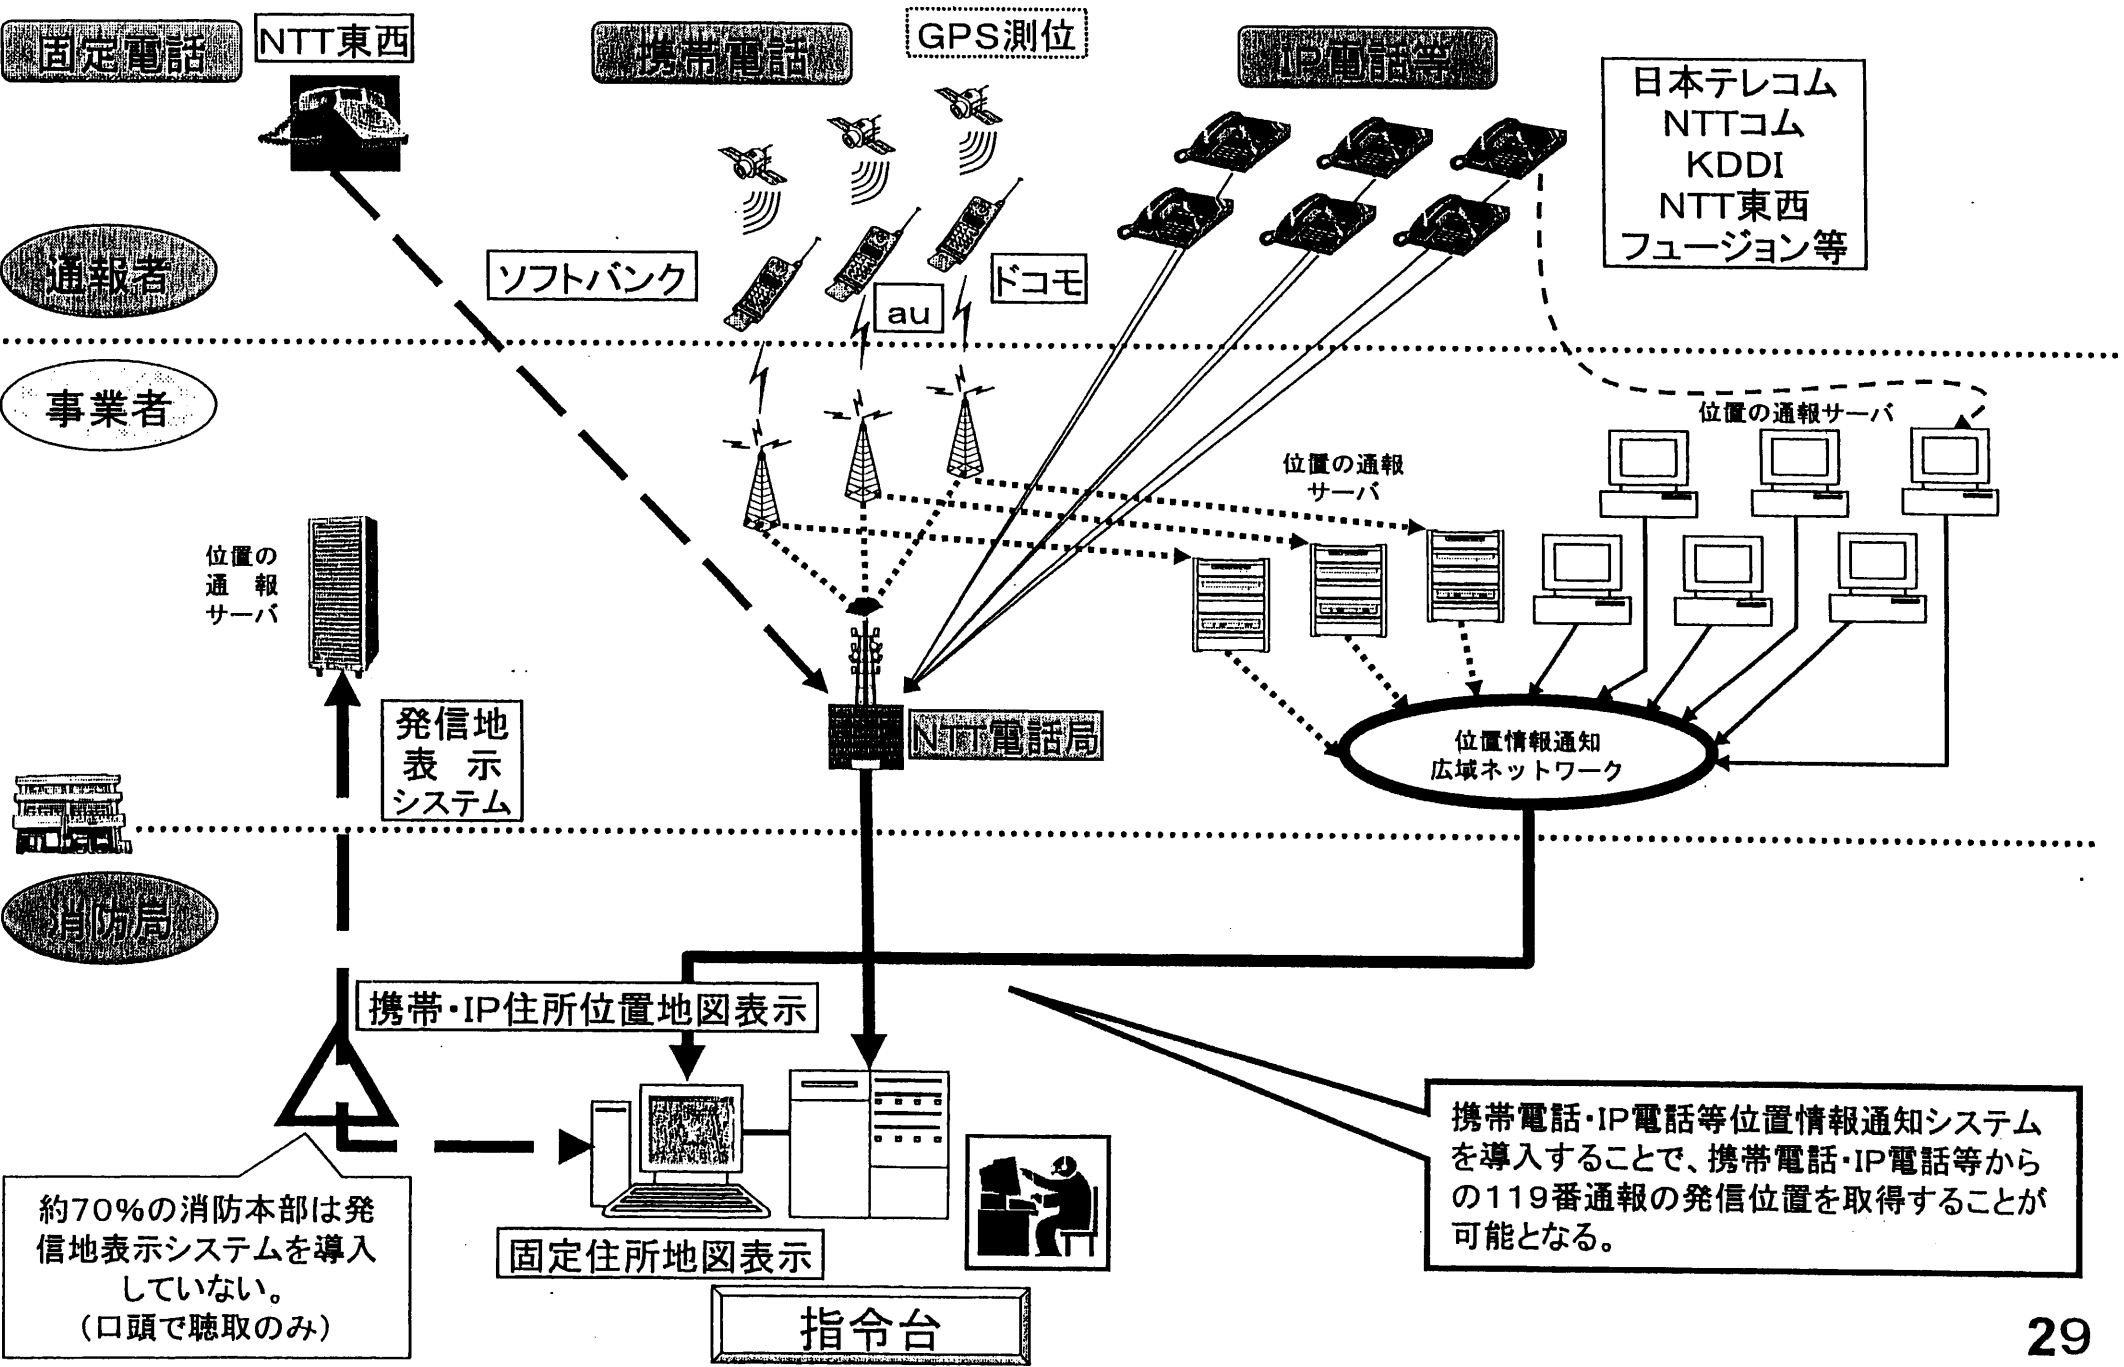 固定電話
NTT東西
携帯電話
GPS測位
IP電話等
日本テレコム
NTTコム
KDDI
NTT東西
フュージョン等
通報者
ソフトバンク
au
ドコモ
事業者
位置の通報サーバ
位置の通報
サーバ
位置の
通報
サーバ
発信地
表示
システム
NTT電話局
位置情報通知
広域ネットワーク
消防局
携帯・IP住所位置地図表示
携帯電話・IP電話等位置情報通知システム
を導入することで、携帯電話・IP電話等から
の119番通報の発信位置を取得することが
可能となる。
約70%の消防本部は発
信地表示システムを導入
していない。
(口頭で聴取のみ)
固定住所地図表示
指令台
29